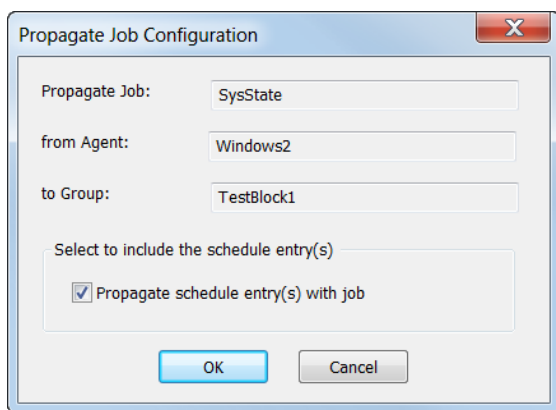 Propagate Job Configuration
Propagate Job: SysState
from Agent: Windows2
to Group: TestBlock1
Select to include the schedule entry(s)
Propagate schedule entry(s) with job
OK Cancel